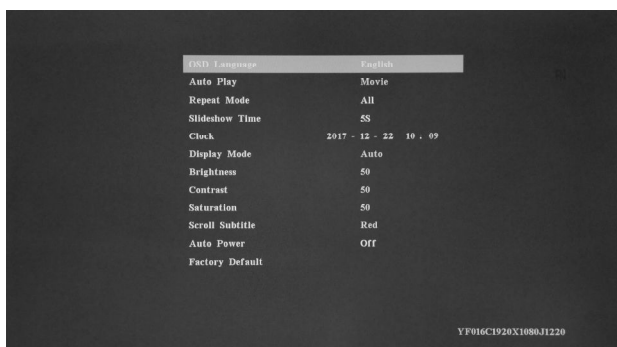 OSD Language English
Auto Play Movie
Repeat Mode All
Slideshow Time 5S
Clock 2017 - 12 - 22 10 : 09
Display Mode Auto
Brightness 50
Contrast 50
Saturation 50
Scroll Subtitle Red
Auto Power Off
Factory Default
YF016C1920X1080J1220